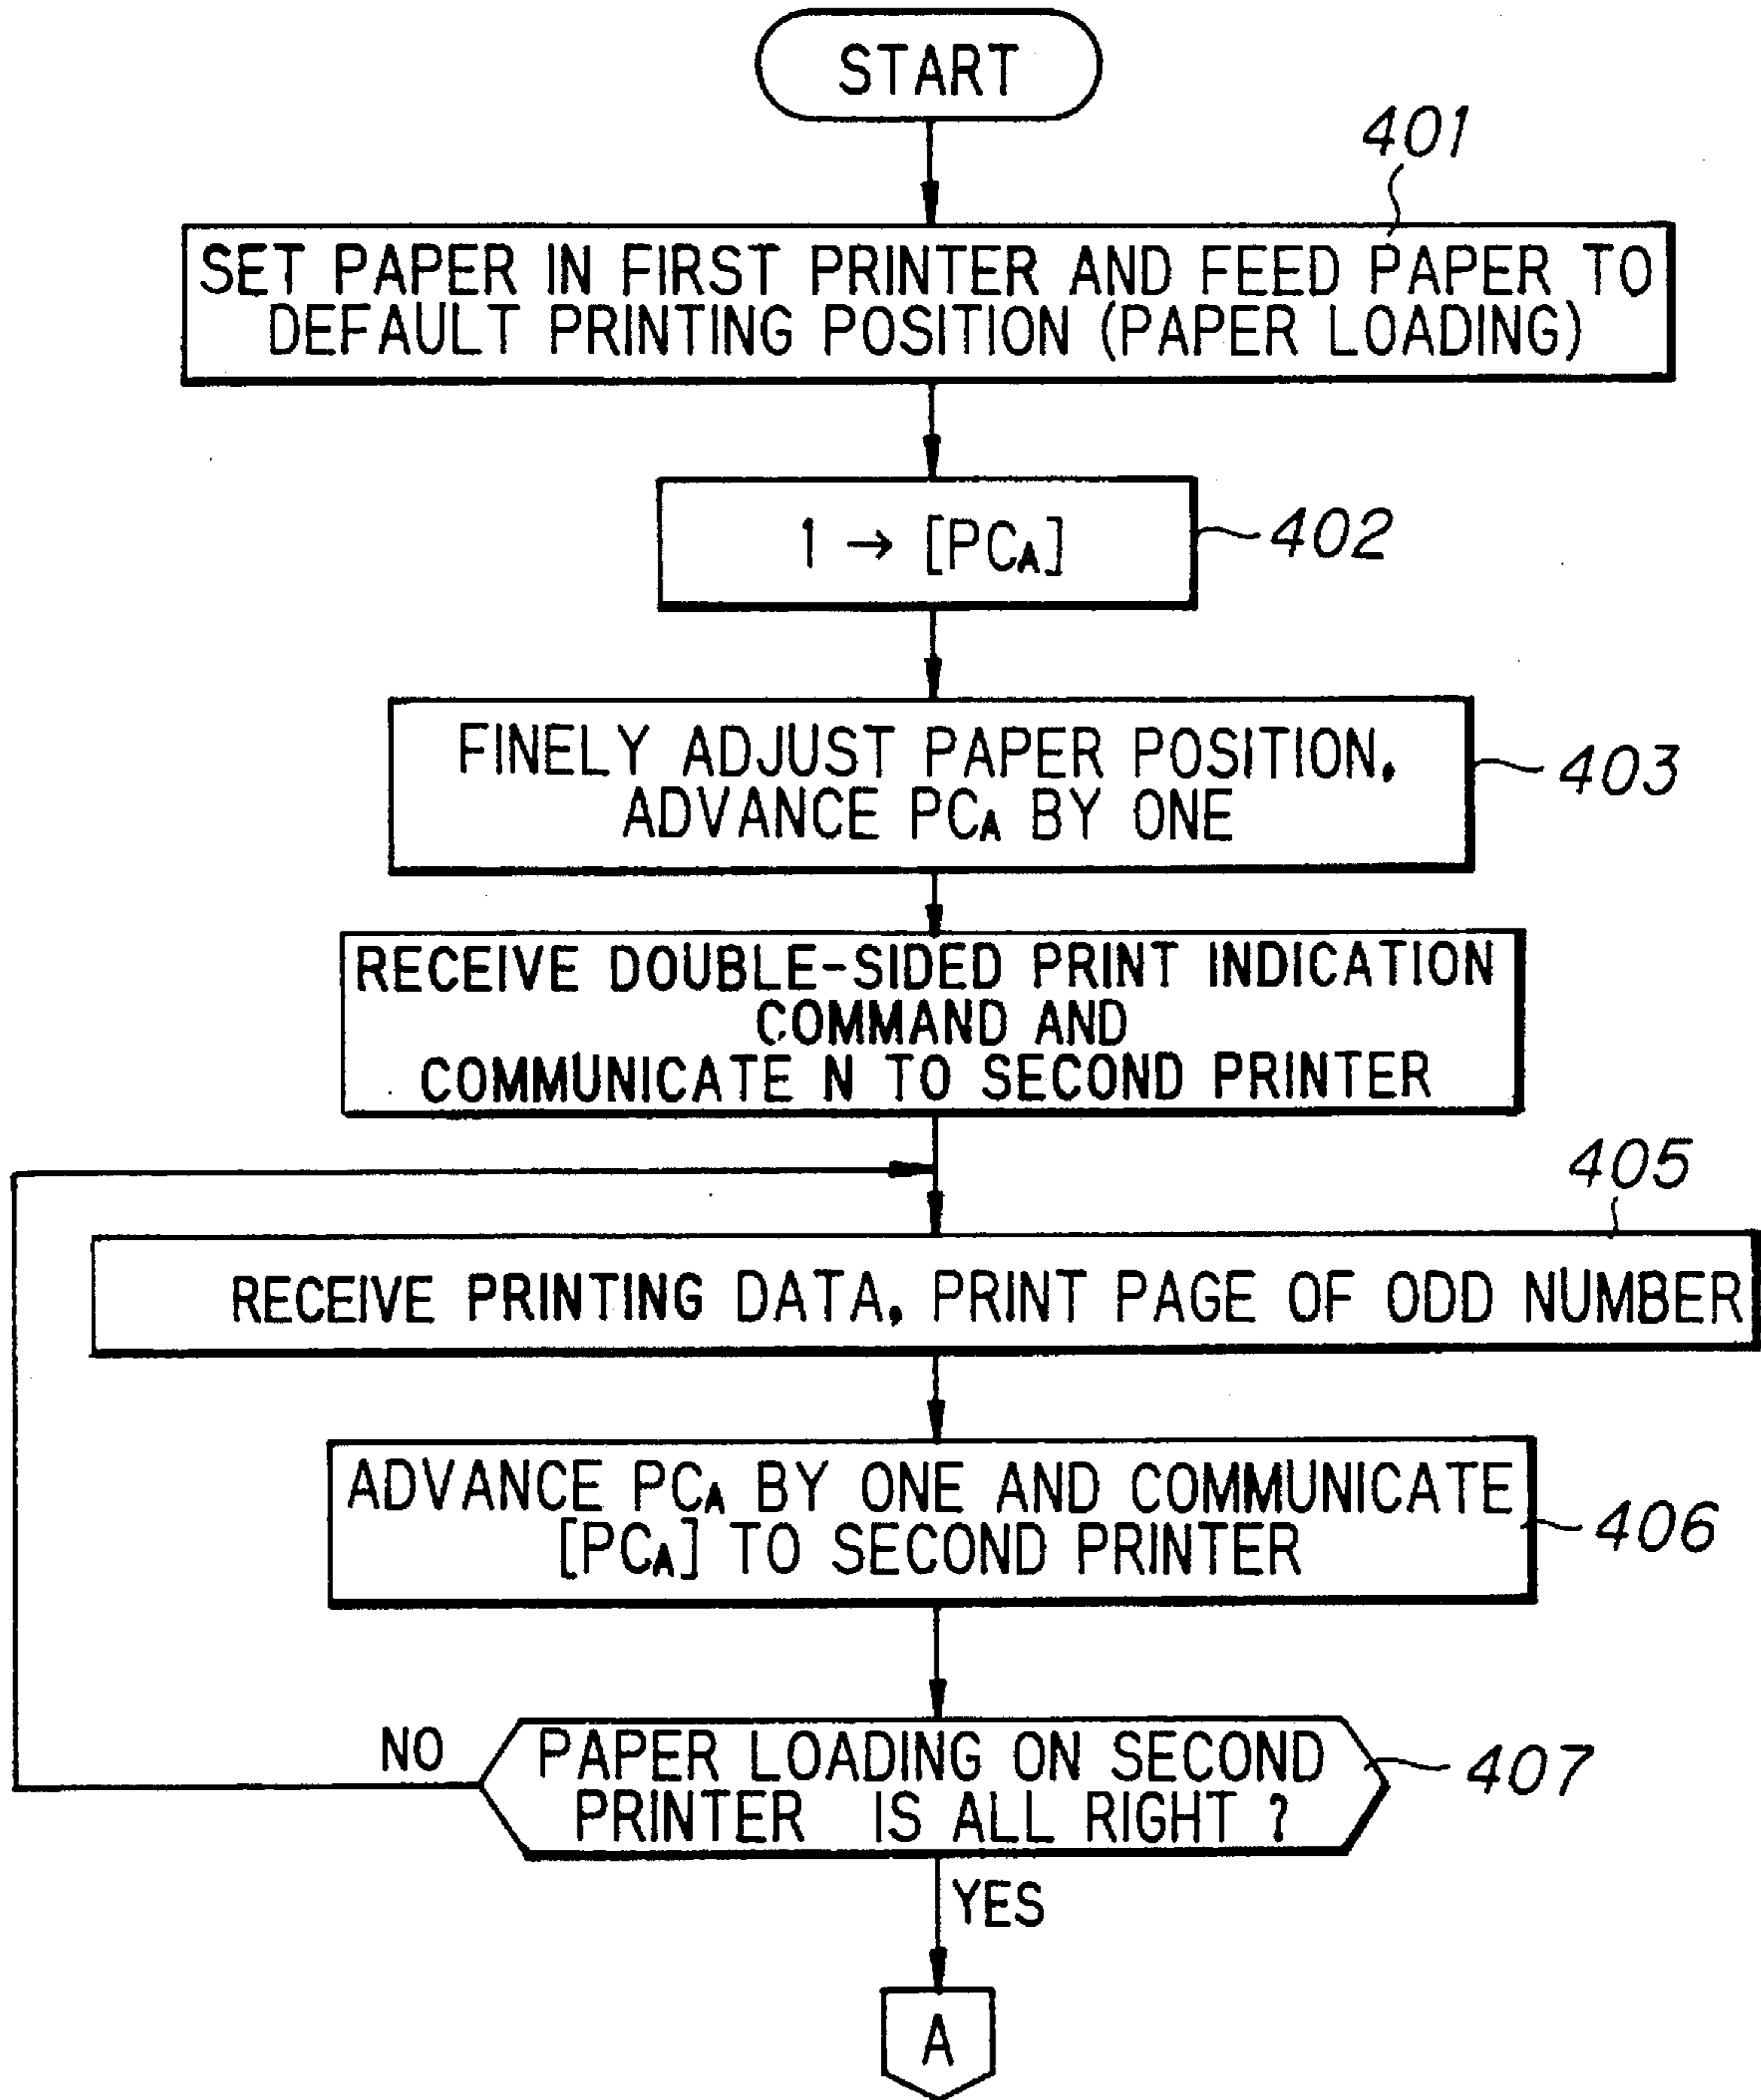 START
401
SET PAPER IN FIRST PRINTER AND FEED PAPER TO
DEFAULT PRINTING POSITION (PAPER LOADING)
1 → [PCA]
402
FINELY ADJUST PAPER POSITION,
ADVANCE PCA BY ONE
403
RECEIVE DOUBLE-SIDED PRINT INDICATION
COMMAND AND
COMMUNICATE N TO SECOND PRINTER
405
RECEIVE PRINTING DATA, PRINT PAGE OF ODD NUMBER
ADVANCE PCA BY ONE AND COMMUNICATE
[PCA] TO SECOND PRINTER
406
NO
PAPER LOADING ON SECOND
PRINTER IS ALL RIGHT ?
407
YES
A